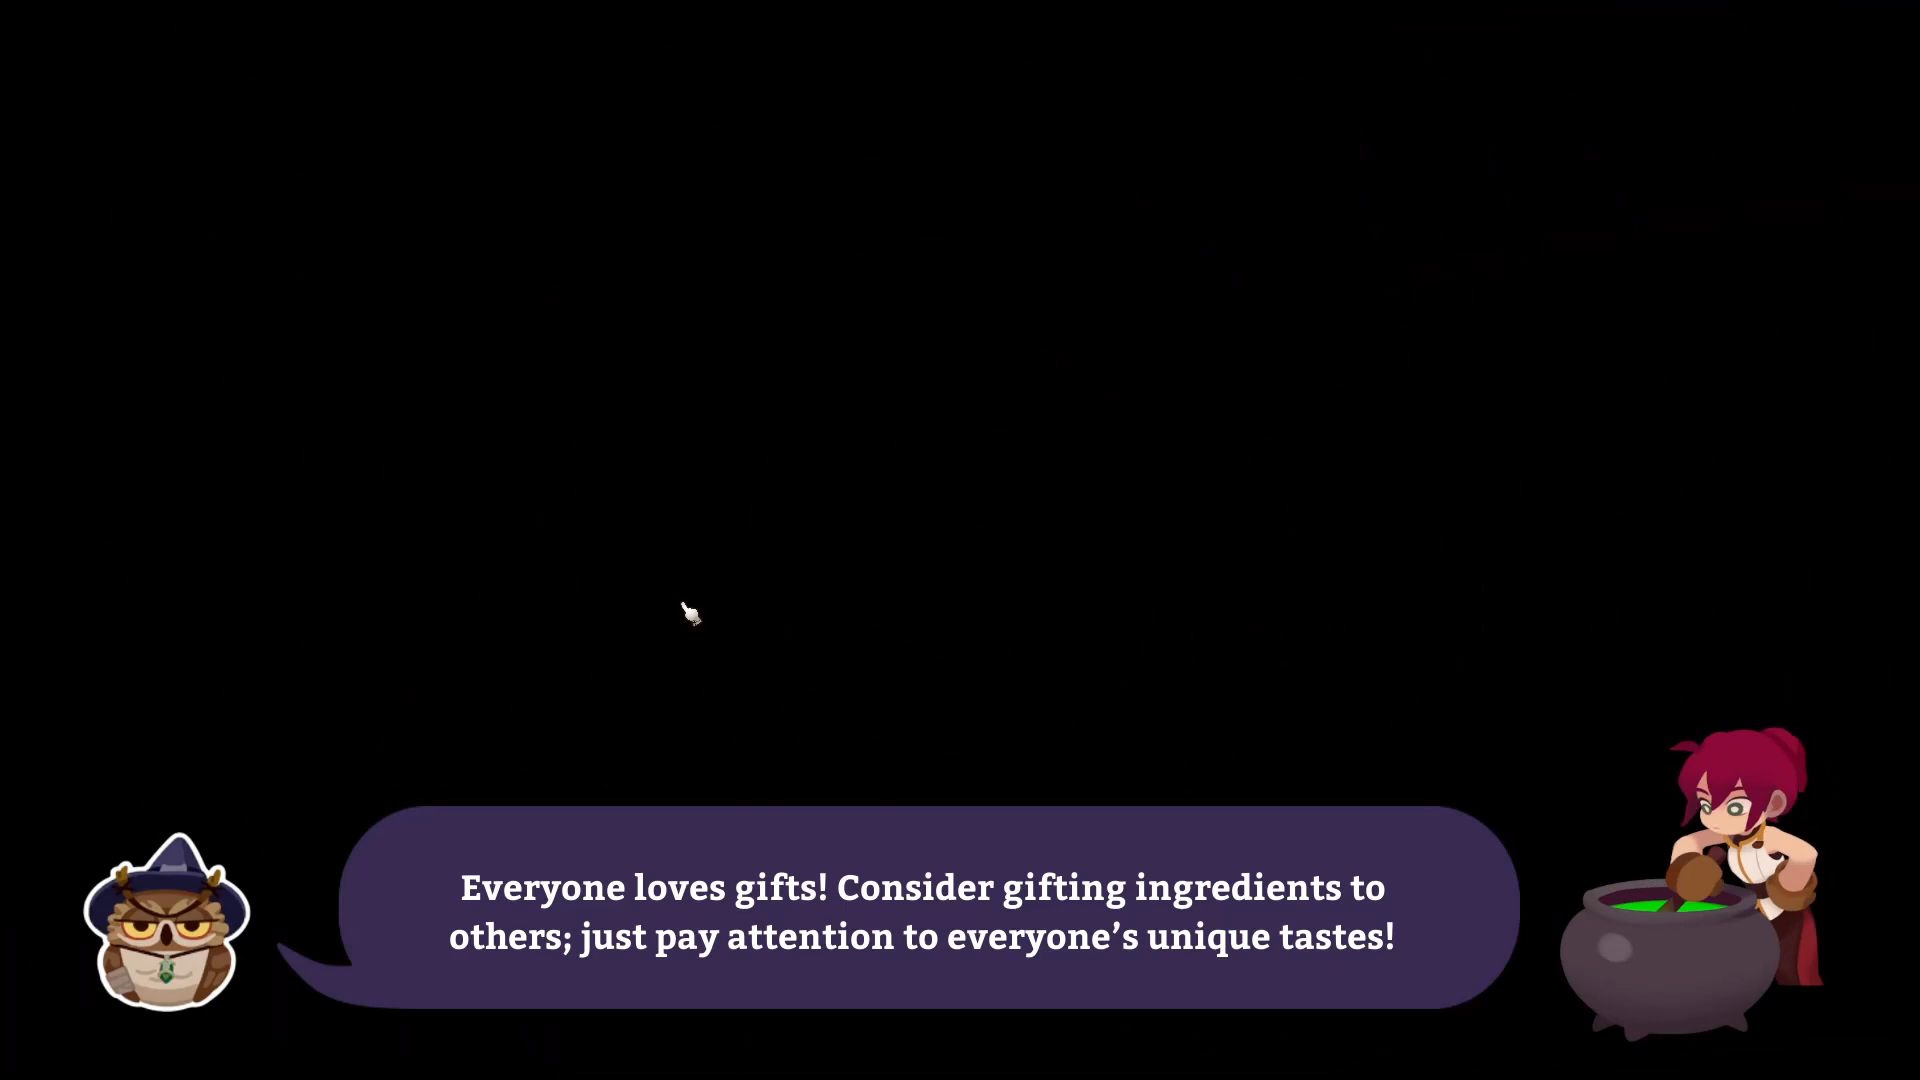 Everyone loves gifts! Consider gifting ingredients to
others; just pay attention to everyone’s unique tastes!